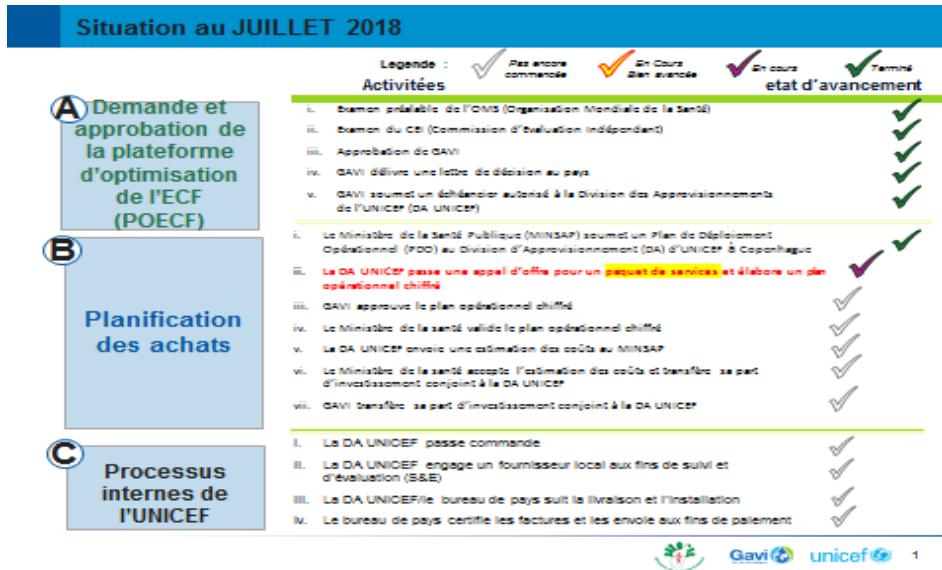 Situation au JUILLET 2018
Legende :
Pas encore
commencée
En Cours
Bien avancée
En cours
Terminé
Activitées
etat d'avancement
A
Demande et
approbation de
la plateforme
d'optimisation
de l'ECF
(POECF)
i. Examen préalable de l'OMS (Organisation Mondiale de la Santé)
ii. Examen du CEI (Commission d'Evaluation Indépendant)
iii. Approbation de GAVI
iv. GAVI délivre une lettre de décision au pays
v. GAVI soumet un échéancier autorisé à la Division des Approvisionnements
de l'UNICEF (DA UNICEF)
B
Planification
des achats
i. Le Ministère de la Santé Publique (MINSAP) soumet un Plan de Déploiement
Opérationnel (PDO) au Division d'Approvisionnement (DA) d'UNICEF à Copenhague
ii. La DA UNICEF passe une appel d'offre pour un paquet de services et élabore un plan
opérationnel chiffré
iii. GAVI approuve le plan opérationnel chiffré
iv. Le Ministère de la santé valide le plan opérationnel chiffré
v. La DA UNICEF envoie une estimation des coûts au MINSAP
vi. Le Ministère de la santé accepte l'estimation des coûts et transfère sa part
d'investissement conjoint à la DA UNICEF
vii. GAVI transfère sa part d'investissement conjoint à la DA UNICEF
C
Processus
internes de
l'UNICEF
I. La DA UNICEF passe commande
II. La DA UNICEF engage un fournisseur local aux fins de suivi et
d'évaluation (S&E)
III. La DA UNICEF/le bureau de pays suit la livraison et l'installation
Iv. Le bureau de pays certifie les factures et les envoie aux fins de paiement
Gavi
unicef
1